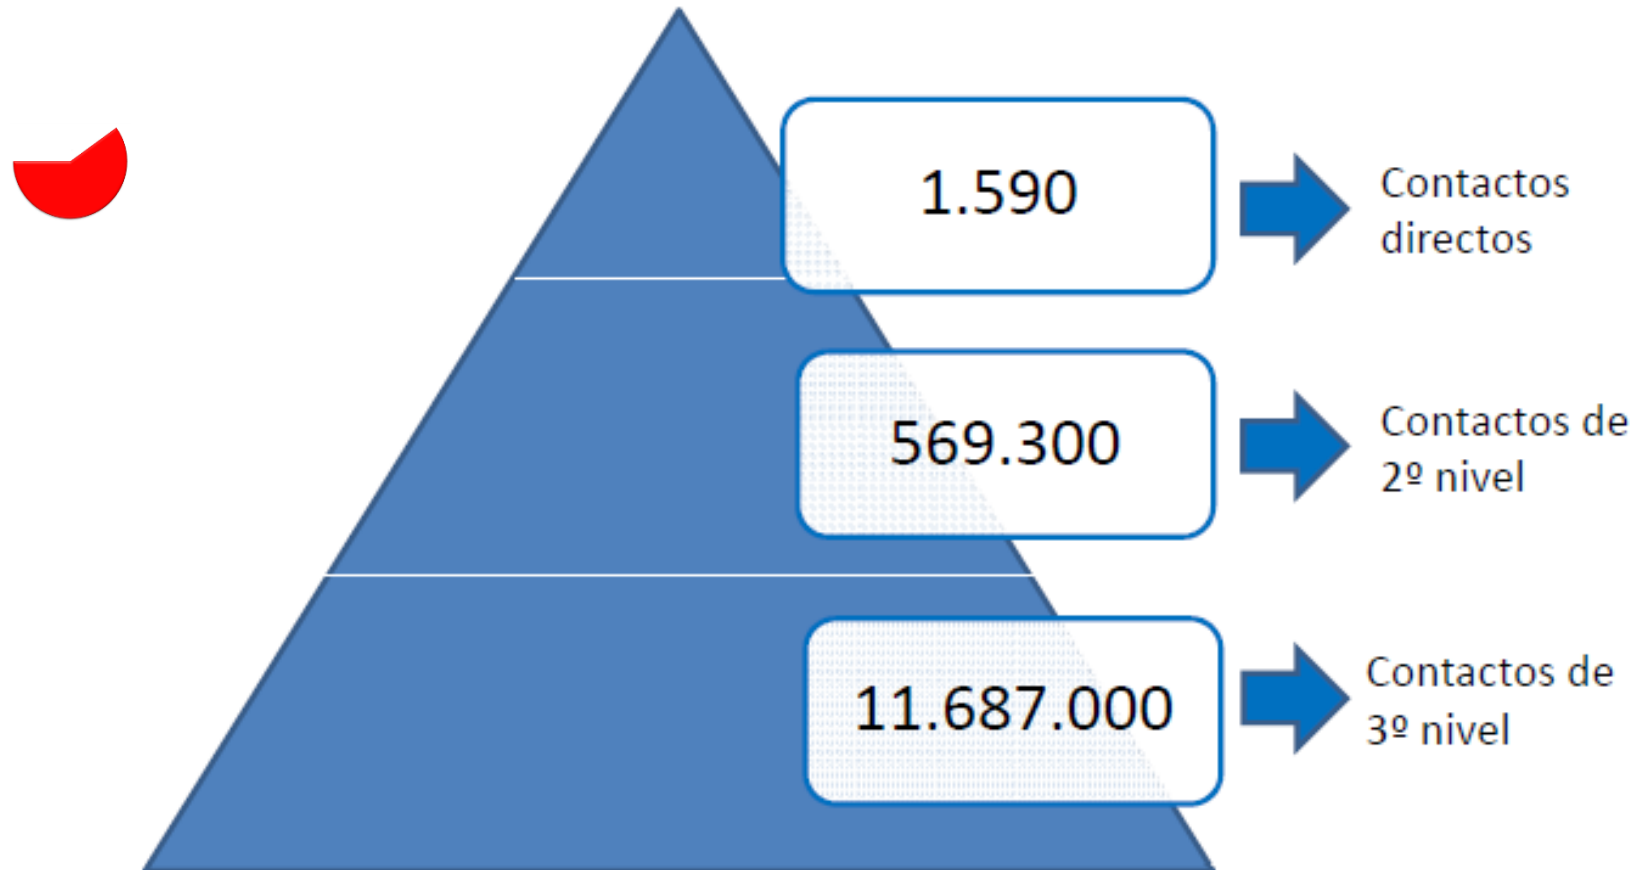 1.590
Contactos
directos
569.300
Contactos de
2º nivel
11.687.000
Contactos de
3º nivel